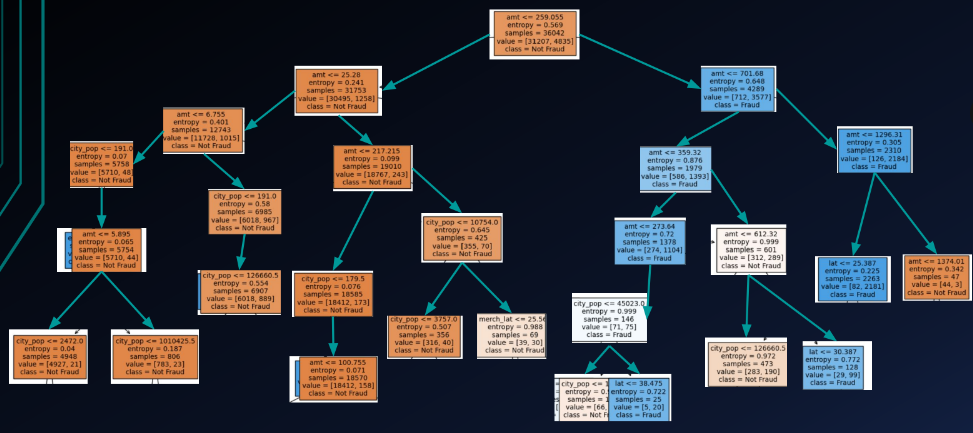 amt <= 259.055
entropy = 0.569
samples = 36042
value = [31207, 4835]
class = Not Fraud
amt <= 25.28
entropy = 0.241
samples = 31753
value = [30495, 1258]
class = Not Fraud
amt <= 701.68
entropy = 0.648
samples = 4289
value = [712, 3577]
class = Fraud
amt <= 6.755
entropy = 0.401
samples = 12743
value = [11728, 1015]
class = Not Fraud
amt <= 217.215
entropy = 0.099
samples = 19010
value = [18767, 243]
class = Not Fraud
amt <= 359.32
entropy = 0.876
samples = 1979
value = [586, 1393]
class = Fraud
amt <= 1296.31
entropy = 0.305
samples = 2310
value = [126, 2184]
class = Fraud
city_pop <= 191.0
entropy = 0.07
samples = 5758
value = [5710, 48]
class = Not Fraud
city_pop <= 191.0
entropy = 0.58
samples = 6985
value = [6018, 967]
class = Not Fraud
city_pop <= 10754.0
entropy = 0.645
samples = 425
value = [355, 70]
class = Not Fraud
amt <= 273.64
entropy = 0.72
samples = 1378
value = [274, 1104]
class = Fraud
amt <= 612.32
entropy = 0.999
samples = 601
value = [312, 289]
class = Not Fraud
lat <= 25.387
entropy = 0.225
samples = 2263
value = [82, 2181]
class = Fraud
amt <= 1374.01
entropy = 0.342
samples = 47
value = [44, 3]
class = Not Fraud
amt <= 5.895
entropy = 0.065
samples = 5754
value = [5710, 44]
class = Not Fraud
city_pop <= 126660.5
entropy = 0.554
samples = 6907
value = [6018, 889]
class = Not Fraud
city_pop <= 179.5
entropy = 0.076
samples = 18585
value = [18412, 173]
class = Not Fraud
city_pop <= 3757.0
entropy = 0.507
samples = 356
value = [316, 40]
class = Not Fraud
merch_lat <= 25.56
entropy = 0.988
samples = 69
value = [39, 30]
class = Not Fraud
city_pop <= 45023.0
entropy = 0.999
samples = 146
value = [71, 75]
class = Fraud
city_pop <= 126660.5
entropy = 0.972
samples = 473
value = [283, 190]
class = Not Fraud
lat <= 30.387
entropy = 0.772
samples = 128
value = [29, 99]
class = Fraud
city_pop <= 2472.0
entropy = 0.04
samples = 4948
value = [4927, 21]
class = Not Fraud
city_pop <= 1010425.5
entropy = 0.187
samples = 806
value = [783, 23]
class = Not Fraud
amt <= 100.755
entropy = 0.071
samples = 18570
value = [18412, 158]
class = Not Fraud
city_pop <=
entropy =
samples =
value = [66,
class = Not
lat <= 38.475
entropy = 0.722
samples = 25
value = [5, 20]
class = Fraud